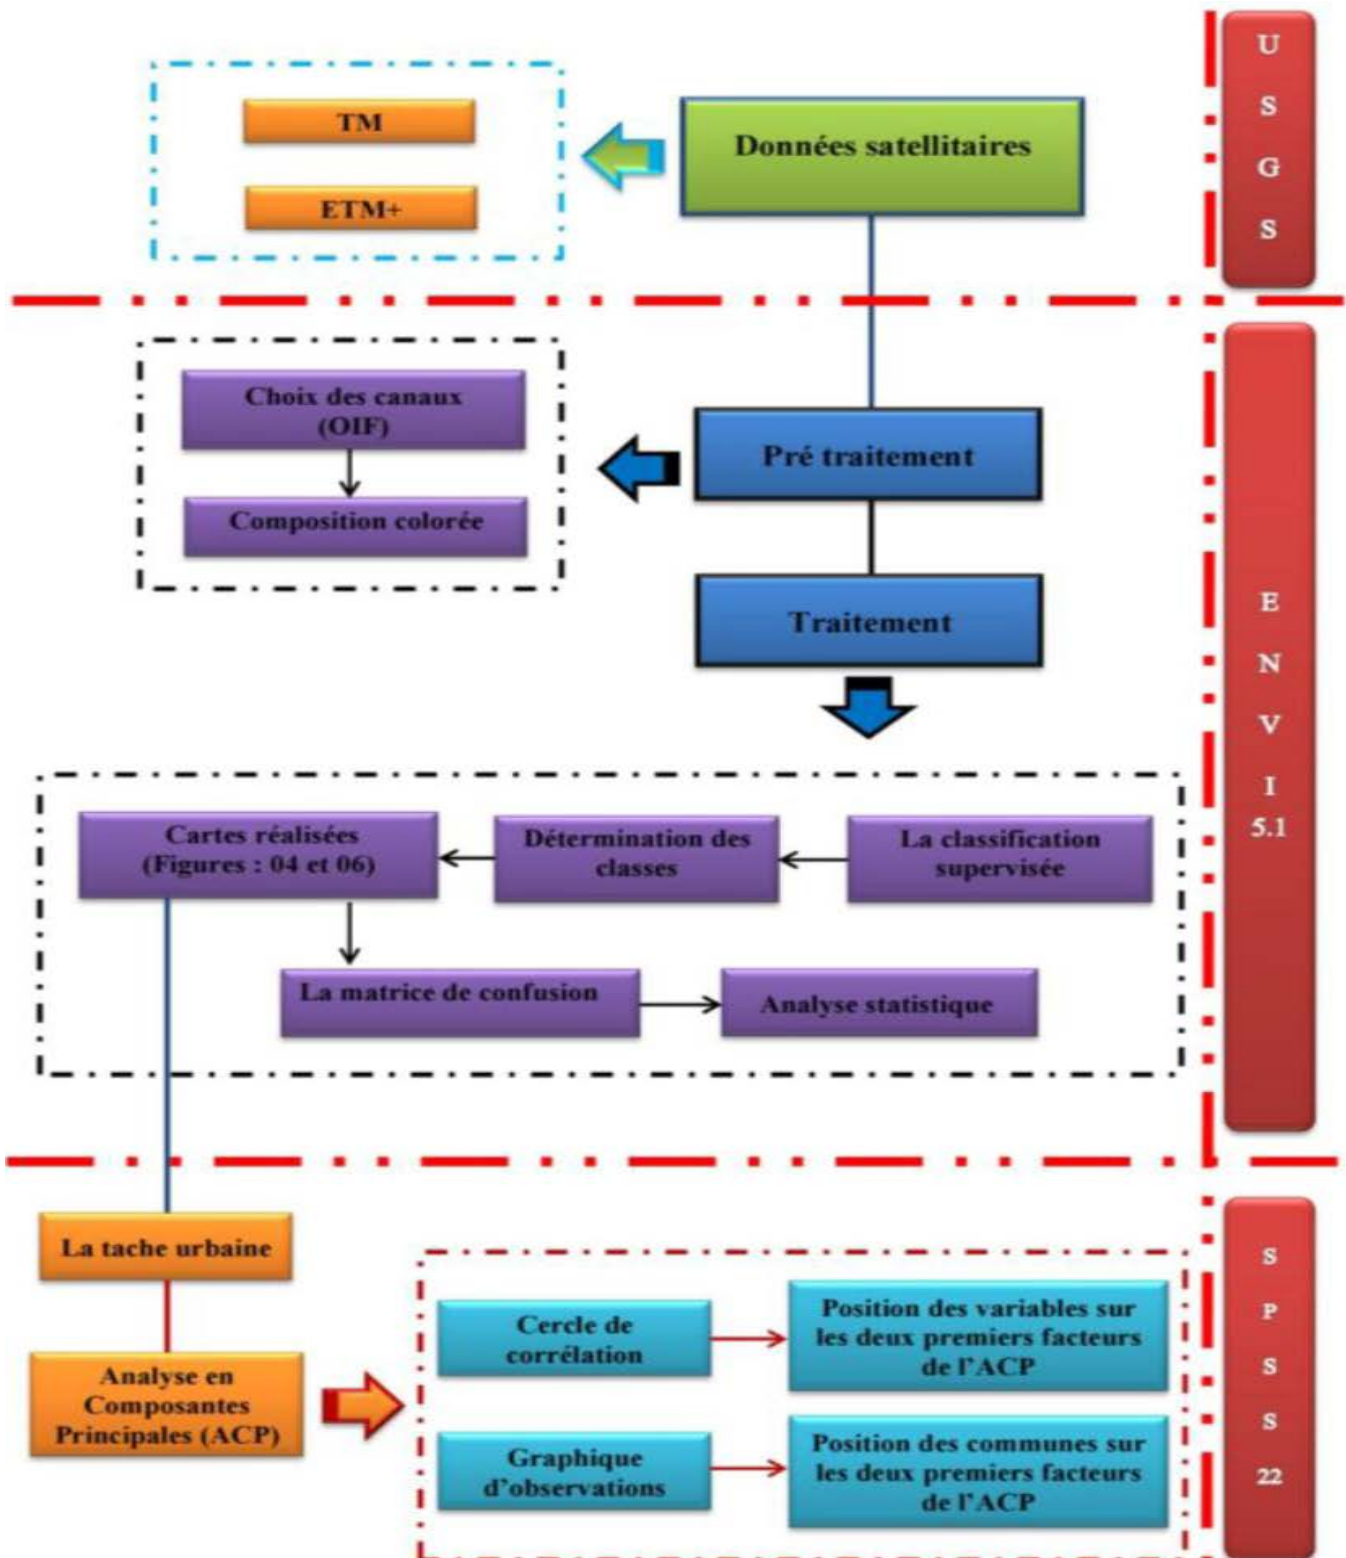 U
S
G
S
TM
ETM+
Données satellitaires
Choix des canaux
(OIF)
Composition colorée
Pré traitement
Traitement
E
N
V
I
5.1
Cartes réalisées
(Figures : 04 et 06)
Détermination des
classes
La classification
supervisée
La matrice de confusion
Analyse statistique
La tache urbaine
Analyse en
Composantes
Principales (ACP)
Cercle de
corrélation
Position des variables sur
les deux premiers facteurs
de l'ACP
Graphique
d'observations
Position des communes sur
les deux premiers facteurs
de l'ACP
S
P
S
S
22